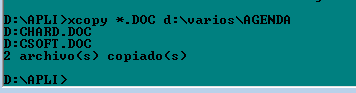 D:\APLI>xcopy *.DOC d:\varios\AGENDA
D:CHARD.DOC
D:CSOFT.DOC
2 archivo(s) copiado(s)
D:\APLI>